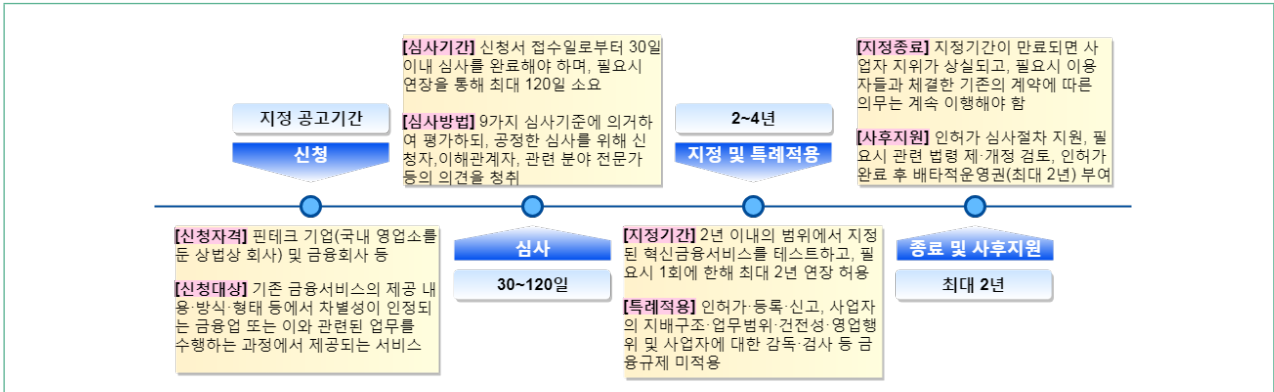 지정 공고기간
신청
[신청자격] 핀테크 기업(국내 영업소를
둔 상법상 회사) 및 금융회사 등
[신청대상] 기존 금융서비스의 제공 내
용·방식·형태 등에서 차별성이 인정되
는 금융업 또는 이와 관련된 업무를
수행하는 과정에서 제공되는 서비스
[심사기간] 신청서 접수일로부터 30일
이내 심사를 완료해야 하며, 필요시
연장을 통해 최대 120일 소요
[심사방법] 9가지 심사기준에 의거하
여 평가하되, 공정한 심사를 위해 신
청자,이해관계자, 관련 분야 전문가
등의 의견을 청취
심사
30~120일
2~4년
지정 및 특례적용
[지정기간] 2년 이내의 범위에서 지정
된 혁신금융서비스를 테스트하고, 필
요시 1회에 한해 최대 2년 연장 허용
[특례적용] 인허가·등록·신고, 사업자
의 지배구조·업무범위·건전성·영업행
위 및 사업자에 대한 감독·검사 등 금
융규제 미적용
[지정종료] 지정기간이 만료되면 사
업자 지위가 상실되고, 필요시 이용
자들과 체결한 기존의 계약에 따른
의무는 계속 이행해야 함
[사후지원] 인허가 심사절차 지원, 필
요시 관련 법령 제·개정 검토, 인허가
완료 후 배타적운영권(최대 2년) 부여
종료 및 사후지원
최대 2년